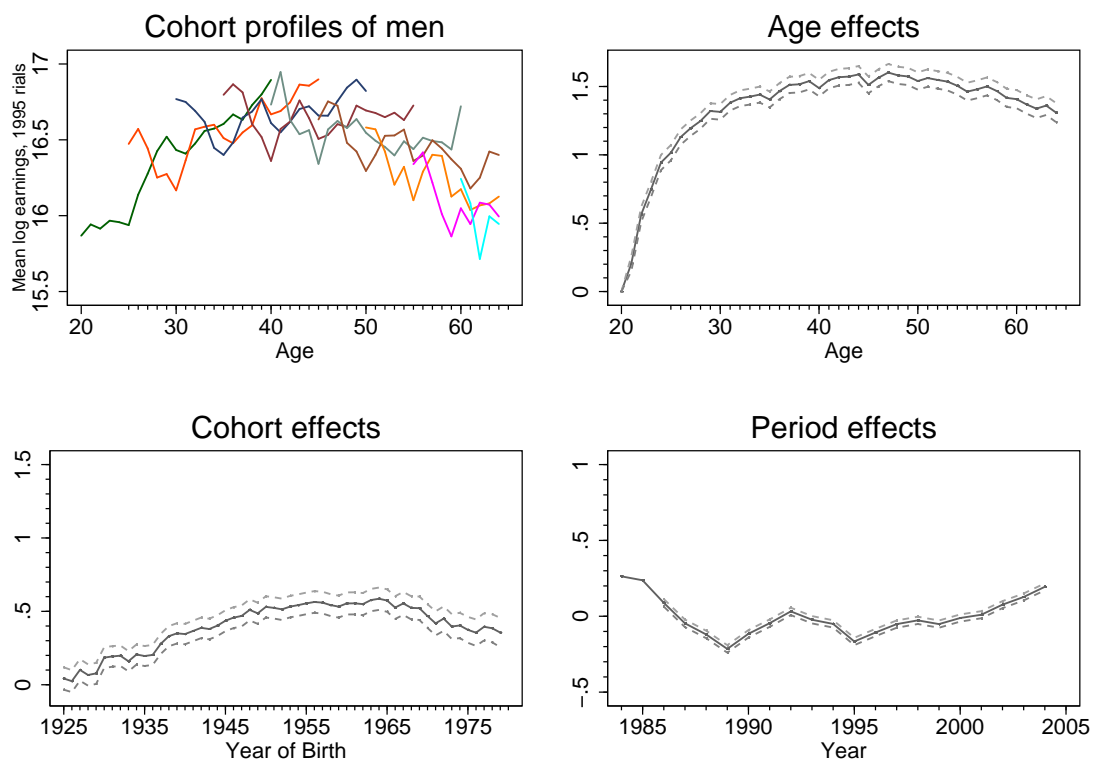 Cohort profiles of men
Mean log earnings, 1995 rials
17
16.5
16
15.5
20 30 40 50 60
Age
Age effects
1.5
1
.5
0
20 30 40 50 60
Age
Cohort effects
1.5
1
.5
0
1925 1935 1945 1955 1965 1975
Year of Birth
Period effects
1
.5
0
−.5
1985 1990 1995 2000 2005
Year